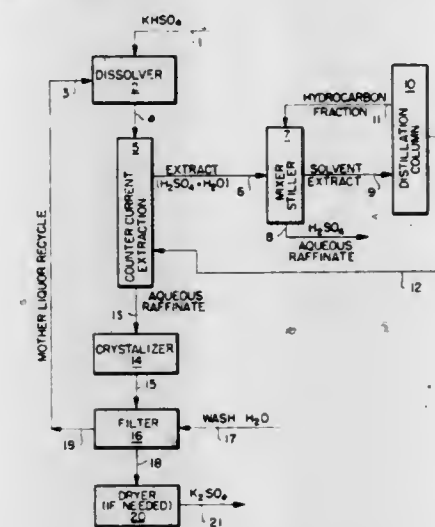 KHSO4
1
DISSOLVER
2
3
4
5
COUNTER CURRENT
EXTRACTION
EXTRACT
(H2SO4 + H2O)
6
7
MIXER
STILLER
HYDROCARBON
FRACTION
11
10
DISTILLATION
COLUMN
SOLVENT
EXTRACT
9
8
H2SO4
AQUEOUS
RAFFINATE
12
MOTHER LIQUOR RECYCLE
AQUEOUS
RAFFINATE
13
CRYSTALIZER
14
15
FILTER
16
WASH H2O
17
19
18
DRYER
(IF NEEDED)
20
K2SO4
21